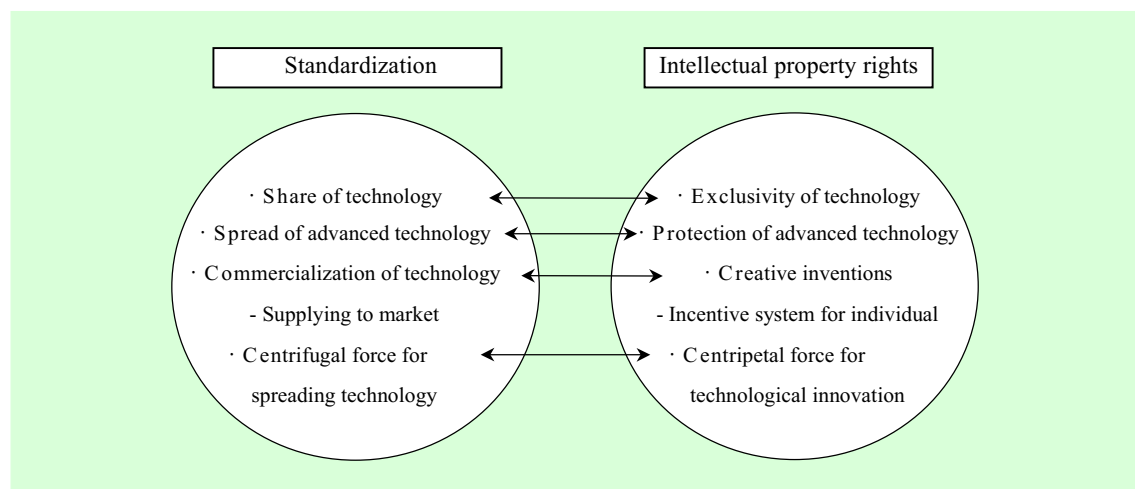 Standardization
Intellectual property rights
· Share of technology
· Exclusivity of technology
· Spread of advanced technology
· Protection of advanced technology
· Commercialization of technology
· Creative inventions
- Supplying to market
- Incentive system for individual
· Centrifugal force for
· Centripetal force for
spreading technology
technological innovation